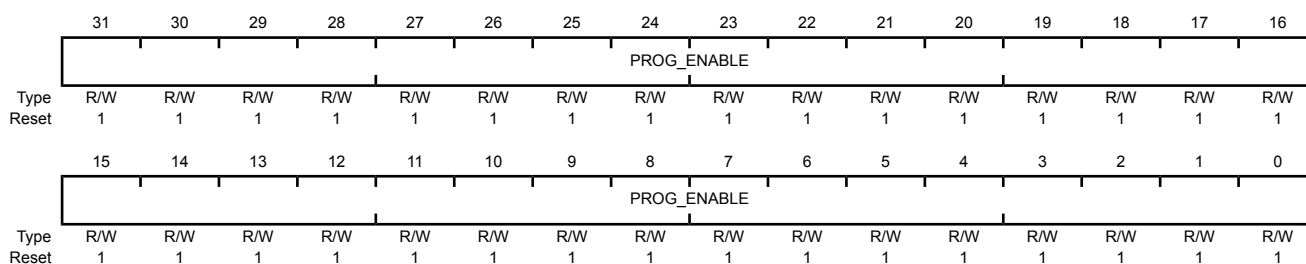 31 30 29 28 27 26 25 24 23 22 21 20 19 18 17 16
PROG_ENABLE
Type R/W R/W R/W R/W R/W R/W R/W R/W R/W R/W R/W R/W R/W R/W R/W R/W
Reset 1 1 1 1 1 1 1 1 1 1 1 1 1 1 1 1
15 14 13 12 11 10 9 8 7 6 5 4 3 2 1 0
PROG_ENABLE
Type R/W R/W R/W R/W R/W R/W R/W R/W R/W R/W R/W R/W R/W R/W R/W R/W
Reset 1 1 1 1 1 1 1 1 1 1 1 1 1 1 1 1